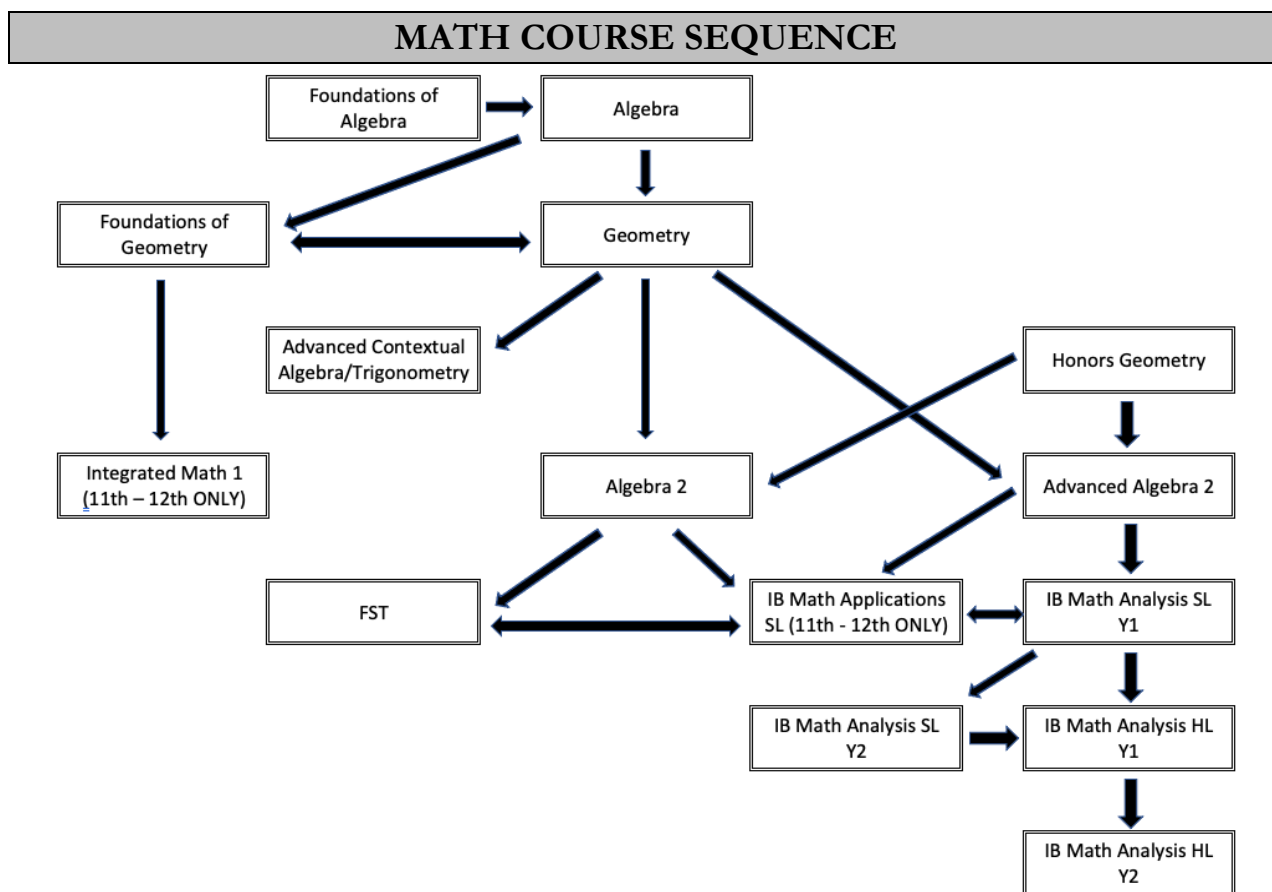 MATH COURSE SEQUENCE
Foundations of
Algebra
Algebra
Foundations of
Geometry
Geometry
Advanced Contextual
Algebra/Trigonometry
Honors Geometry
Integrated Math 1
(11th – 12th ONLY)
Algebra 2
Advanced Algebra 2
FST
IB Math Applications
SL (11th - 12th ONLY)
IB Math Analysis SL
Y1
IB Math Analysis SL
Y2
IB Math Analysis HL
Y1
IB Math Analysis HL
Y2